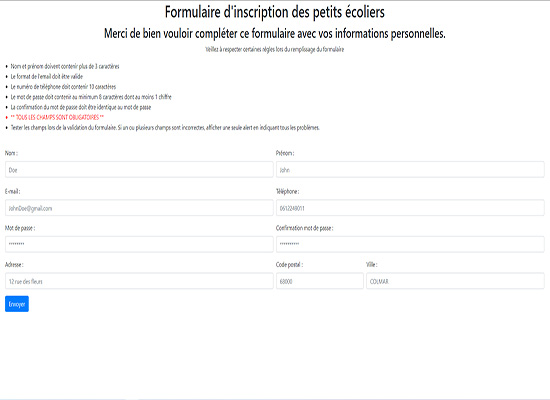 Formulaire d'inscription des petits écoliers
Merci de bien vouloir compléter ce formulaire avec vos informations personnelles.
Veillez à respecter certaines règles lors du remplissage du formulaire
Nom et prénom doivent contenir plus de 3 caractères
Le format de l'email doit être valide
Le numéro de téléphone doit contenir 10 caractères
Le mot de passe doit contenir au minimum 8 caractères dont au moins 1 chiffre
La confirmation du mot de passe doit être identique au mot de passe
** TOUS LES CHAMPS SONT OBLIGATOIRES **
Tester les champs lors de la validation du formulaire. Si un ou plusieurs champs sont incorrectes, afficher une seule alert en indiquant tous les problèmes.
Nom : Prénom :
Doe John
E-mail : Téléphone :
JohnDoe@gmail.com 0612249011
Mot de passe : Confirmation mot de passe :
******** **********
Adresse : Code postal : Ville :
12 rue des fleurs 68000 COLMAR
Envoyer